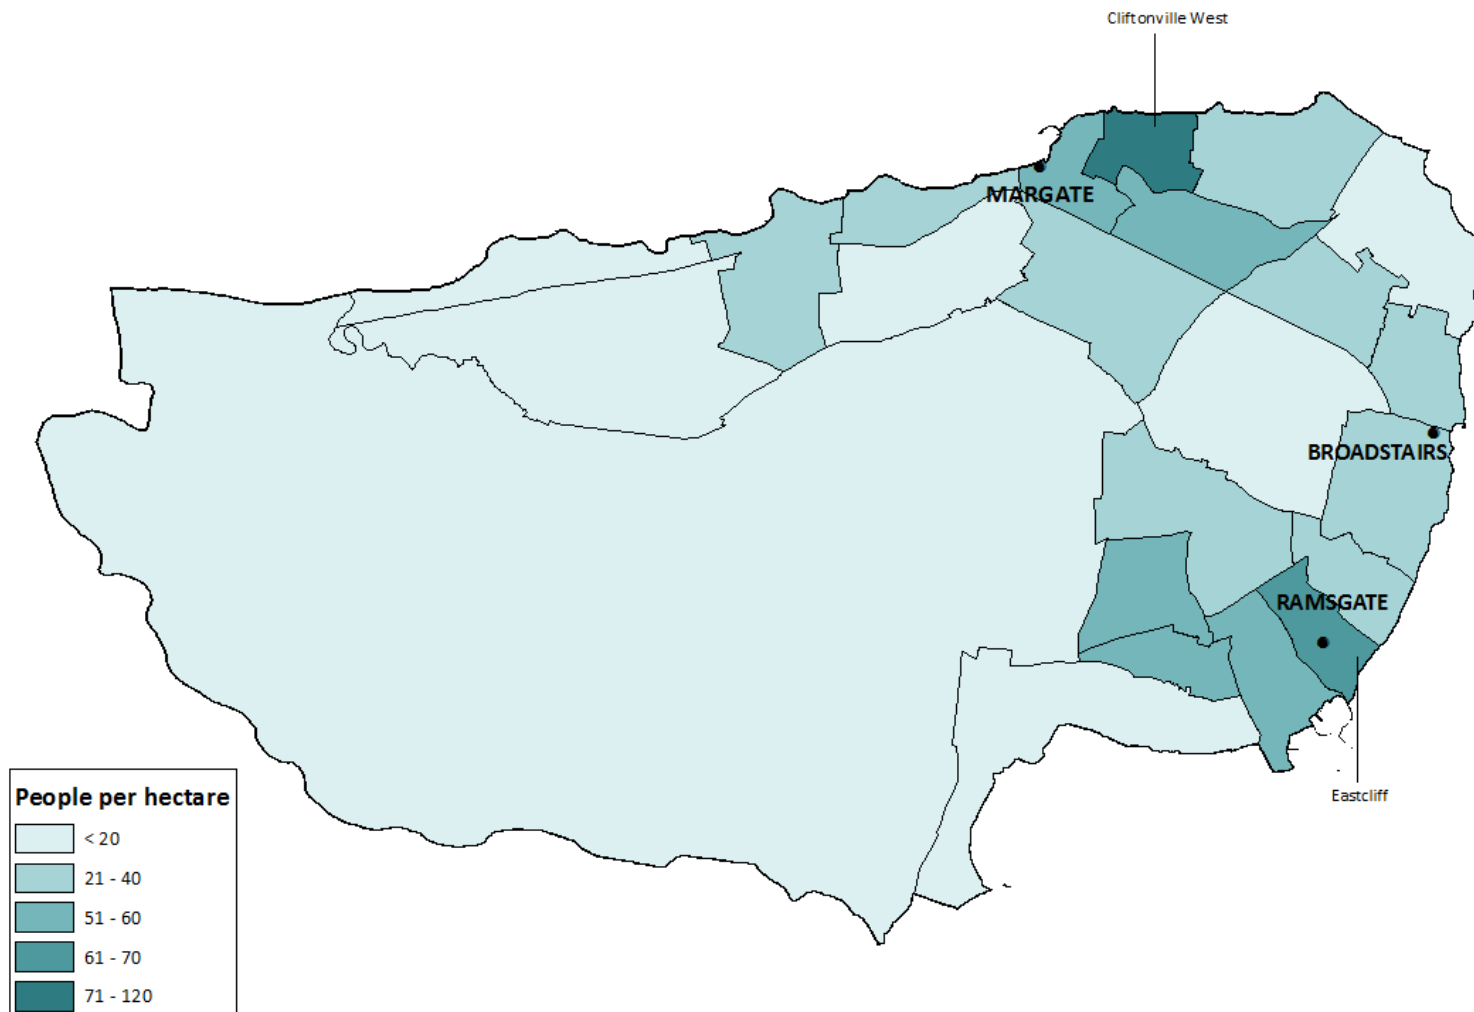 Cliftonville West
MARGATE
BROADSTAIRS
RAMSGATE
Eastcliff
People per hectare
< 20
21 - 40
51 - 60
61 - 70
71 - 120